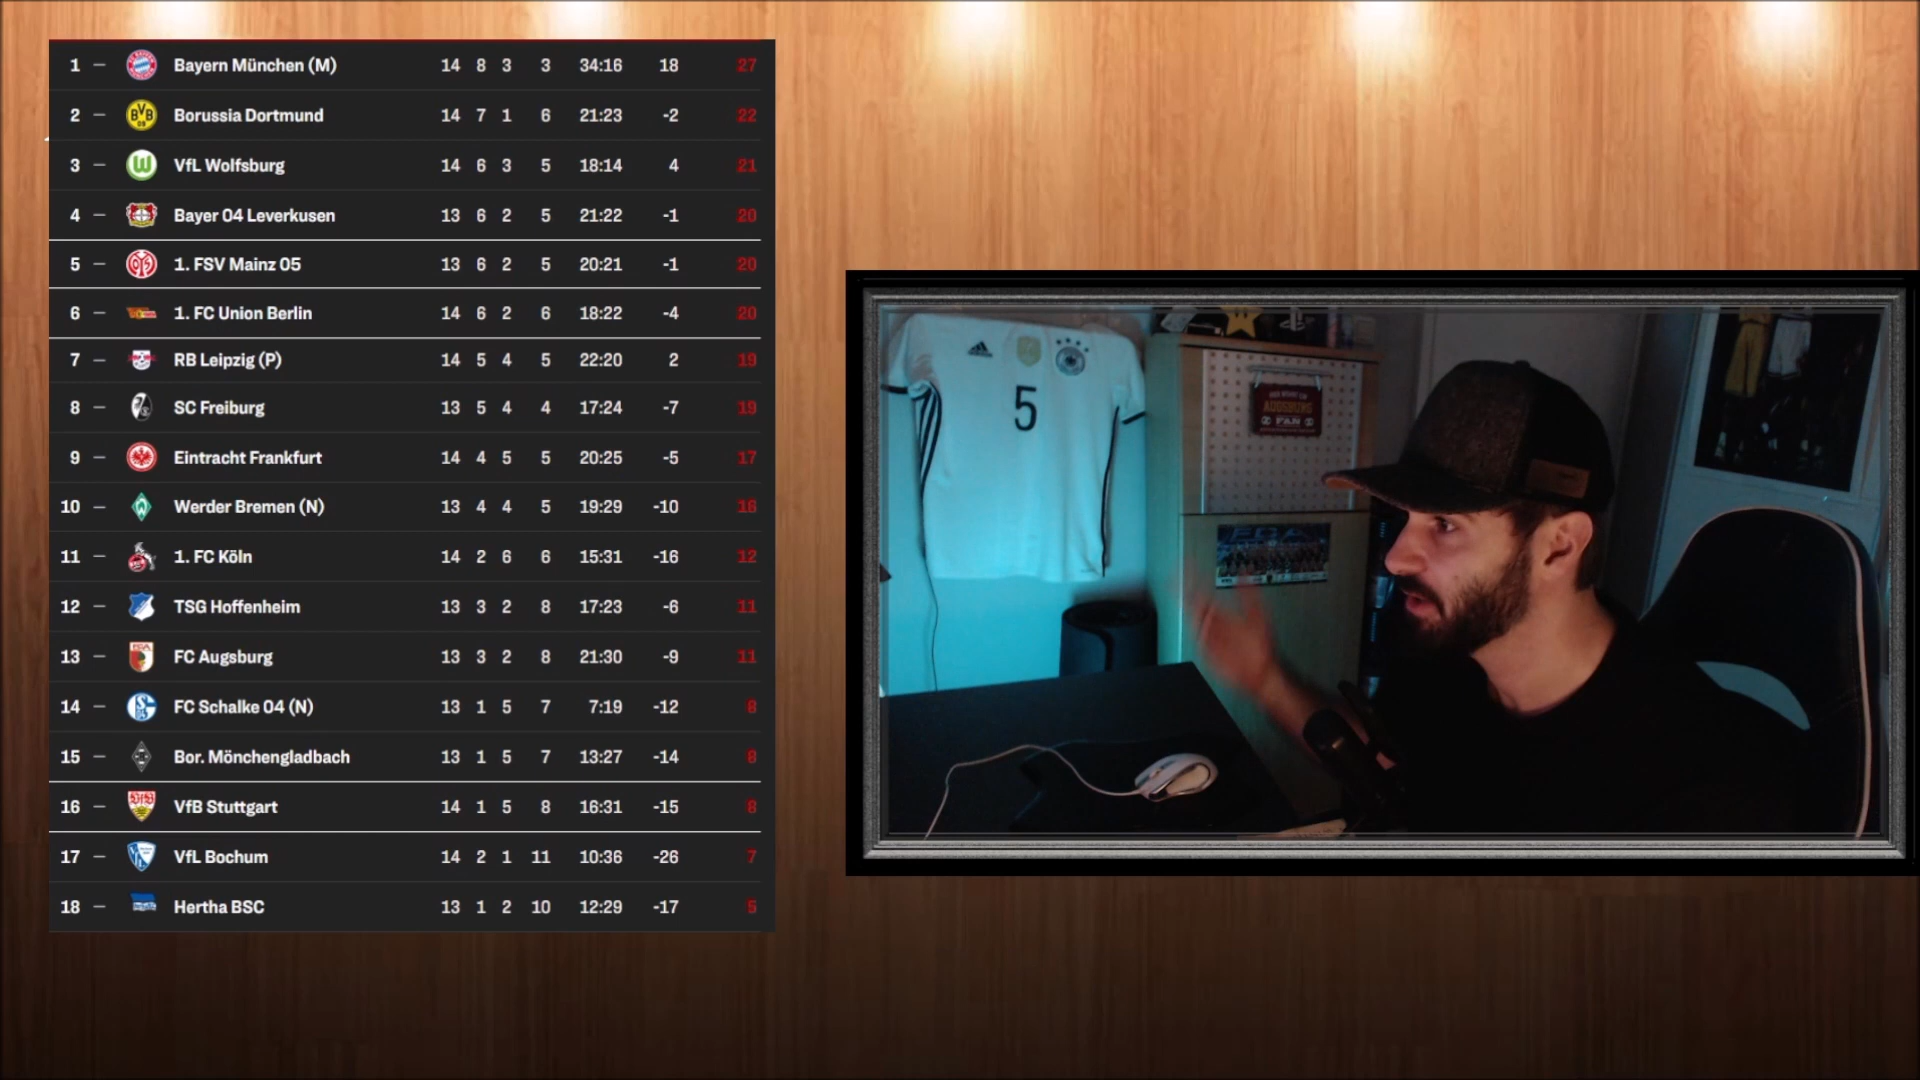 1 – Bayern München (M) 14 8 3 3 34:16 18 27
2 – Borussia Dortmund 14 7 1 6 21:23 -2 22
3 – VfL Wolfsburg 14 6 3 5 18:14 4 21
4 – Bayer 04 Leverkusen 13 6 2 5 21:22 -1 20
5 – 1. FSV Mainz 05 13 6 2 5 20:21 -1 20
6 – 1. FC Union Berlin 14 6 2 6 18:22 -4 20
7 – RB Leipzig (P) 14 5 4 5 22:20 2 19
8 – SC Freiburg 13 5 4 4 17:24 -7 19
9 – Eintracht Frankfurt 14 4 5 5 20:25 -5 17
10 – Werder Bremen (N) 13 4 4 5 19:29 -10 16
11 – 1. FC Köln 14 2 6 6 15:31 -16 12
12 – TSG Hoffenheim 13 3 2 8 17:23 -6 11
13 – FC Augsburg 13 3 2 8 21:30 -9 11
14 – FC Schalke 04 (N) 13 1 5 7 7:19 -12 8
15 – Bor. Mönchengladbach 13 1 5 7 13:27 -14 8
16 – VfB Stuttgart 14 1 5 8 16:31 -15 8
17 – VfL Bochum 14 2 1 11 10:36 -26 7
18 – Hertha BSC 13 1 2 10 12:29 -17 5
BVB
09
adidas
5
AUGSBURG
FAN